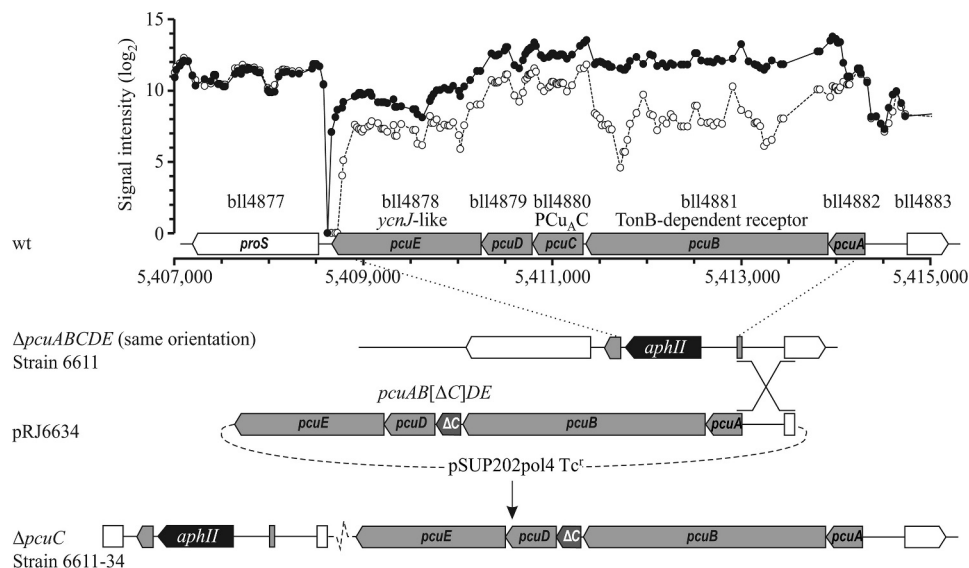 Signal intensity (log₂)
15
10
5
0
bll4877
bll4878
bll4879
bll4880
bll4881
bll4882
bll4883
ycnJ-like
PCuAC
TonB-dependent receptor
wt
proS
pcuE
pcuD
pcuC
pcuB
pcuA
5,407,000
5,409,000
5,411,000
5,413,000
5,415,000
ΔpcuABCDE (same orientation)
Strain 6611
aphII
pcuAB[ΔC]DE
pRJ6634
pcuE
pcuD
ΔC
pcuB
pcuA
pSUP202pol4 Tcʳ
ΔpcuC
Strain 6611-34
aphII
pcuE
pcuD
ΔC
pcuB
pcuA